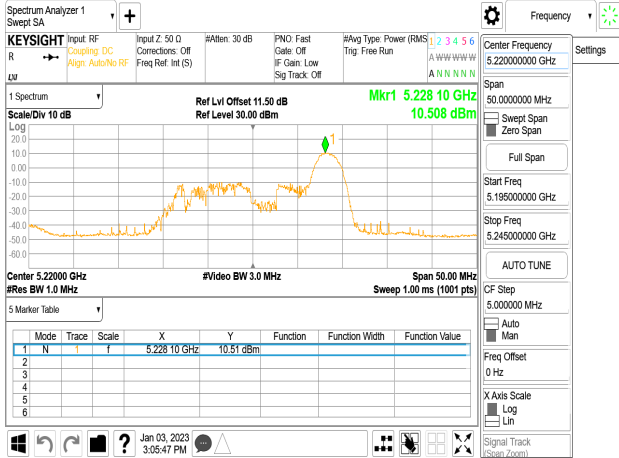 Spectrum Analyzer 1
Swept SA
+
Frequency
KEYSIGHT
R
LXI
Input: RF
Coupling: DC
Align: Auto/No RF
Input Z: 50 Ω
Corrections: Off
Freq Ref: Int (S)
#Atten: 30 dB
PNO: Fast
Gate: Off
IF Gain: Low
Sig Track: Off
#Avg Type: Power (RMS
Trig: Free Run
1 2 3 4 5 6
A W W W W W
A N N N N N
1 Spectrum
Scale/Div 10 dB
Ref Lvl Offset 11.50 dB
Ref Level 30.00 dBm
Mkr1 5.228 10 GHz
10.508 dBm
Log
20.0
10.0
0.00
-10.0
-20.0
-30.0
-40.0
-50.0
-60.0
1
Center 5.22000 GHz
#Res BW 1.0 MHz
#Video BW 3.0 MHz
Span 50.00 MHz
Sweep 1.00 ms (1001 pts)
5 Marker Table
Mode Trace Scale X Y Function Function Width Function Value
1 N 1 f 5.228 10 GHz 10.51 dBm
2
3
4
5
6
?
Jan 03, 2023
3:05:47 PM
Center Frequency
5.220000000 GHz
Settings
Span
50.0000000 MHz
Swept Span
Zero Span
Full Span
Start Freq
5.195000000 GHz
Stop Freq
5.245000000 GHz
AUTO TUNE
CF Step
5.000000 MHz
Auto
Man
Freq Offset
0 Hz
X Axis Scale
Log
Lin
Signal Track
(Span Zoom)